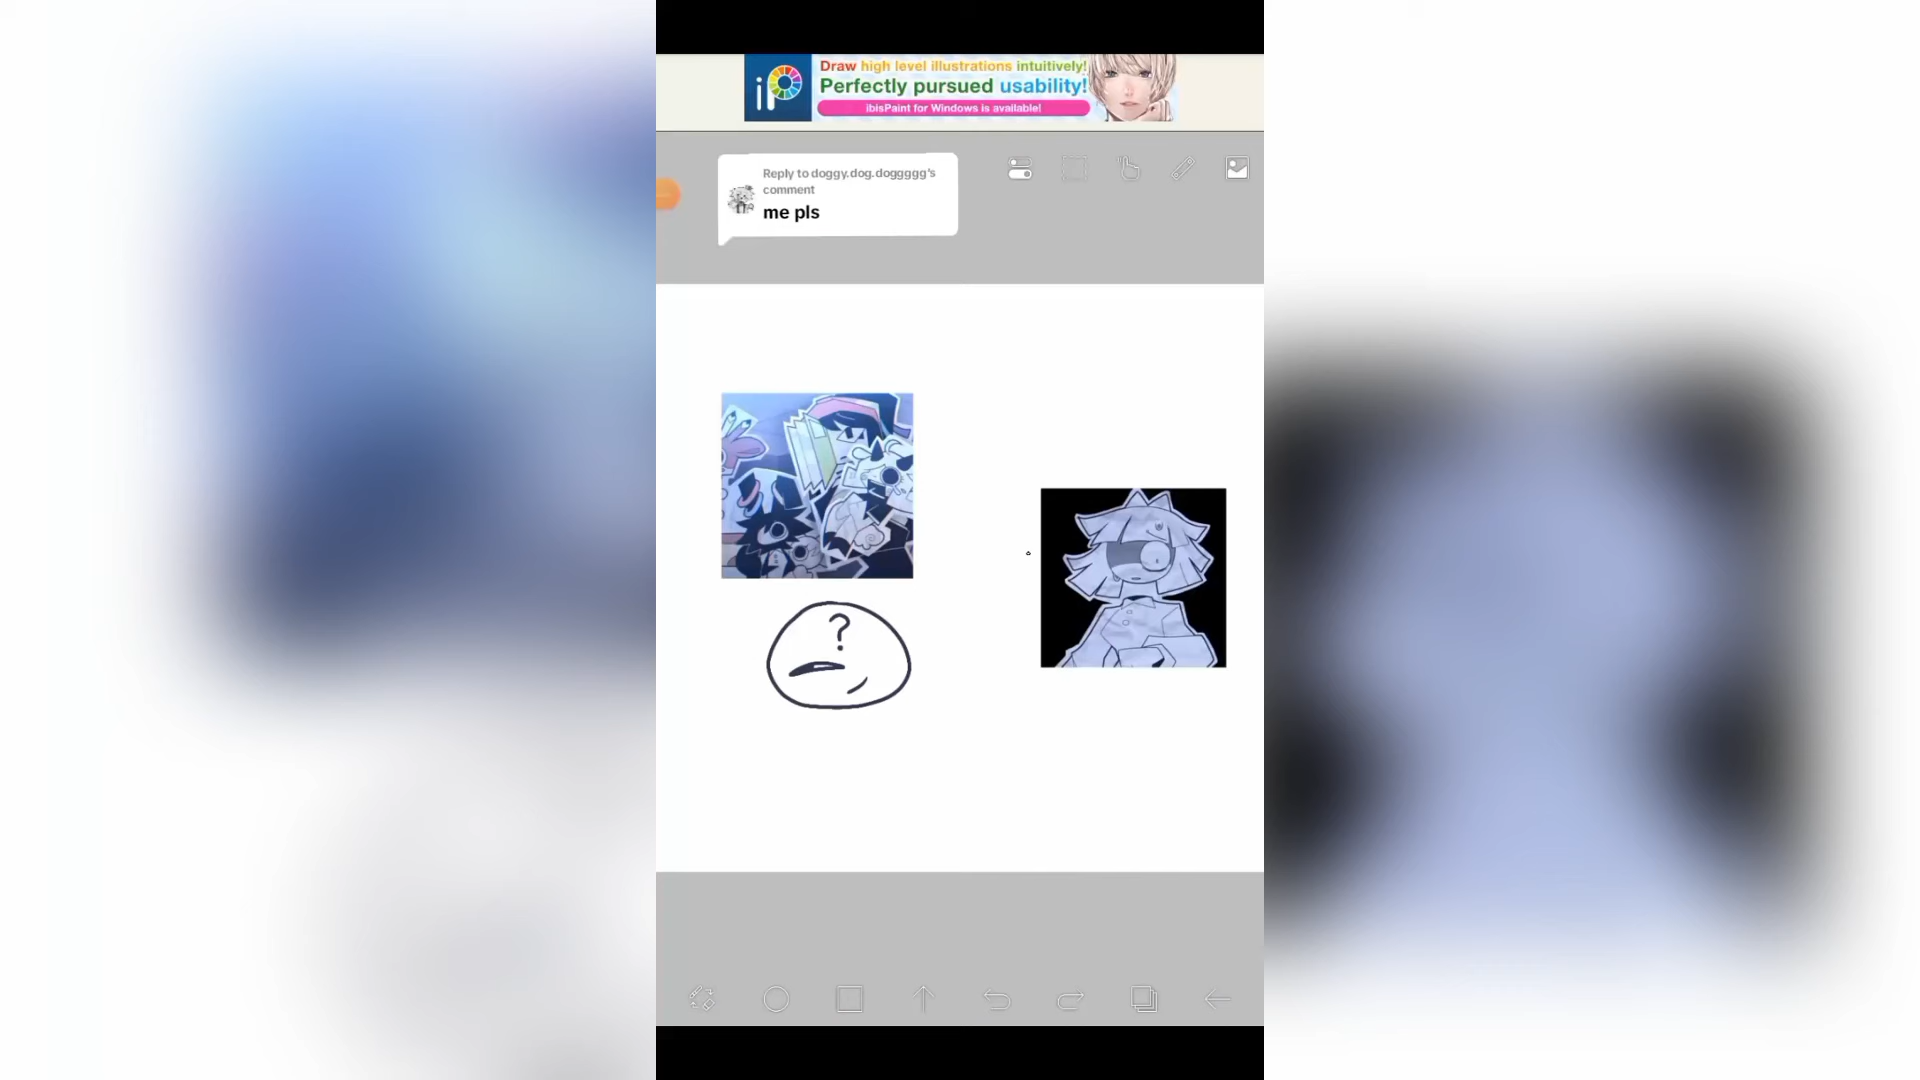 iP
Draw high level illustrations intuitively!
Perfectly pursued usability!
ibisPaint for Windows is available!
Reply to doggy.dog.doggggg's
comment
me pls
?